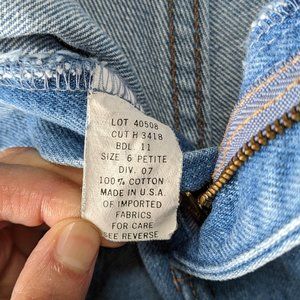 LOT 40508
CUT H 3418
BDL. 11
SIZE 6 PETITE
DIV. 07
100% COTTON
MADE IN U.S.A.
OF IMPORTED
FABRICS
FOR CARE
SEE REVERSE